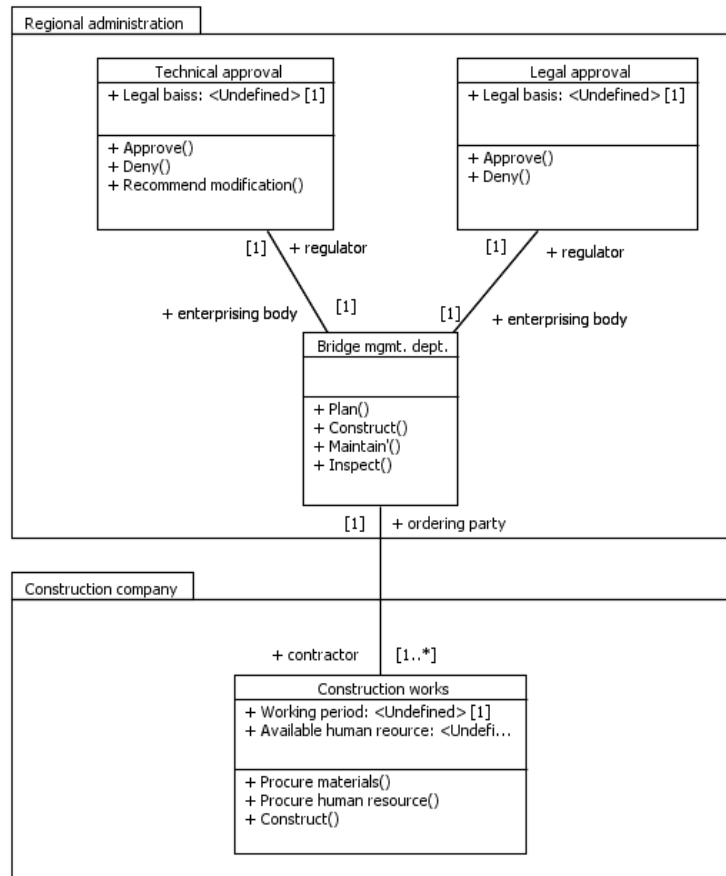 Regional administration
Technical approval
+ Legal baiss: <Undefined> [1]
+ Approve()
+ Deny()
+ Recommend modification()
Legal approval
+ Legal basis: <Undefined> [1]
+ Approve()
+ Deny()
[1] + regulator
[1] + regulator
+ enterprising body [1]
[1] + enterprising body
Bridge mgmt. dept.
+ Plan()
+ Construct()
+ Maintain'()
+ Inspect()
[1] + ordering party
Construction company
+ contractor [1..*]
Construction works
+ Working period: <Undefined> [1]
+ Available human reource: <Undefi...
+ Procure materials()
+ Procure human resource()
+ Construct()